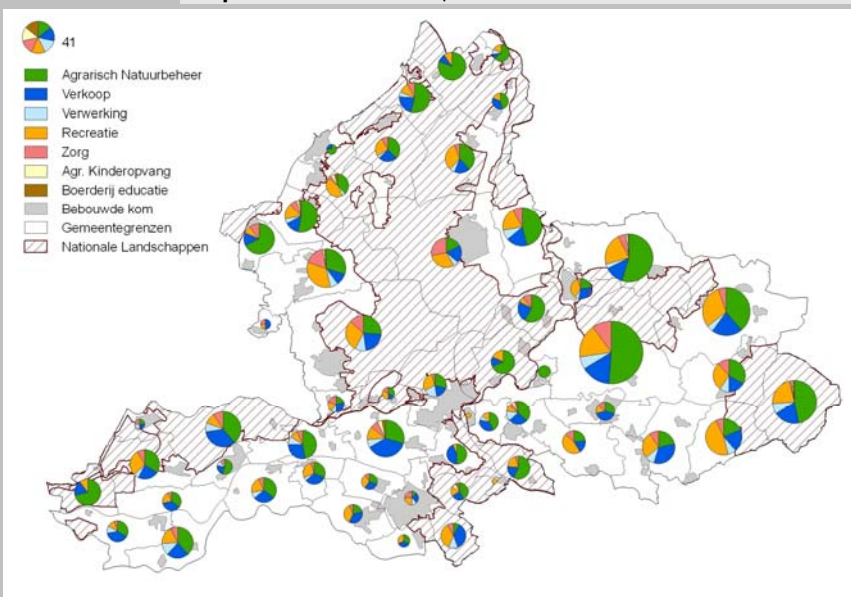 41
Agrarisch Natuurbeheer
Verkoop
Verwerking
Recreatie
Zorg
Agr. Kinderopvang
Boerderij educatie
Bebouwde kom
Gemeentegrenzen
Nationale Landschappen